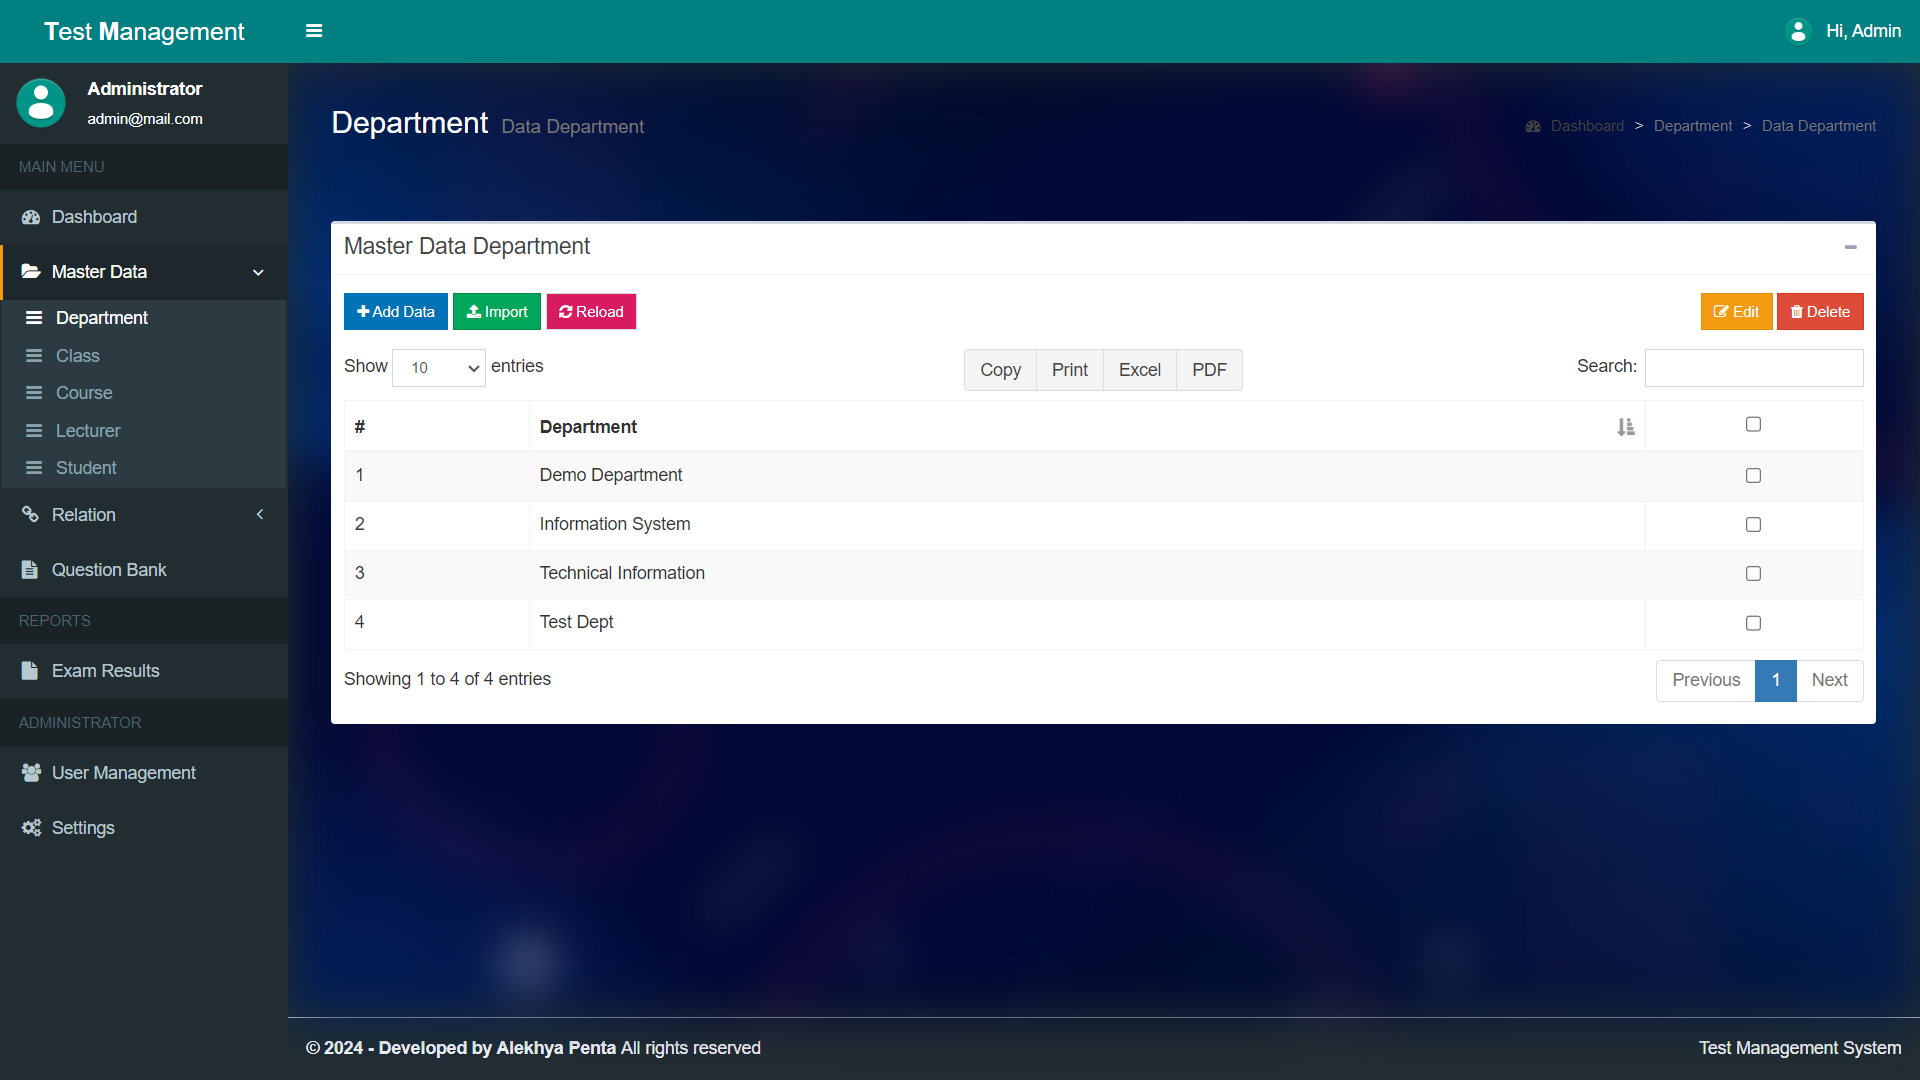 Test Management
Hi, Admin
Administrator
admin@mail.com
MAIN MENU
Dashboard
Master Data
Department
Class
Course
Lecturer
Student
Relation
Question Bank
REPORTS
Exam Results
ADMINISTRATOR
User Management
Settings
Department Data Department
Dashboard > Department > Data Department
Master Data Department
Add Data Import Reload
Edit Delete
Show 10 entries
Copy Print Excel PDF
Search:
# Department
1 Demo Department
2 Information System
3 Technical Information
4 Test Dept
Showing 1 to 4 of 4 entries
Previous 1 Next
© 2024 - Developed by Alekhya Penta All rights reserved
Test Management System